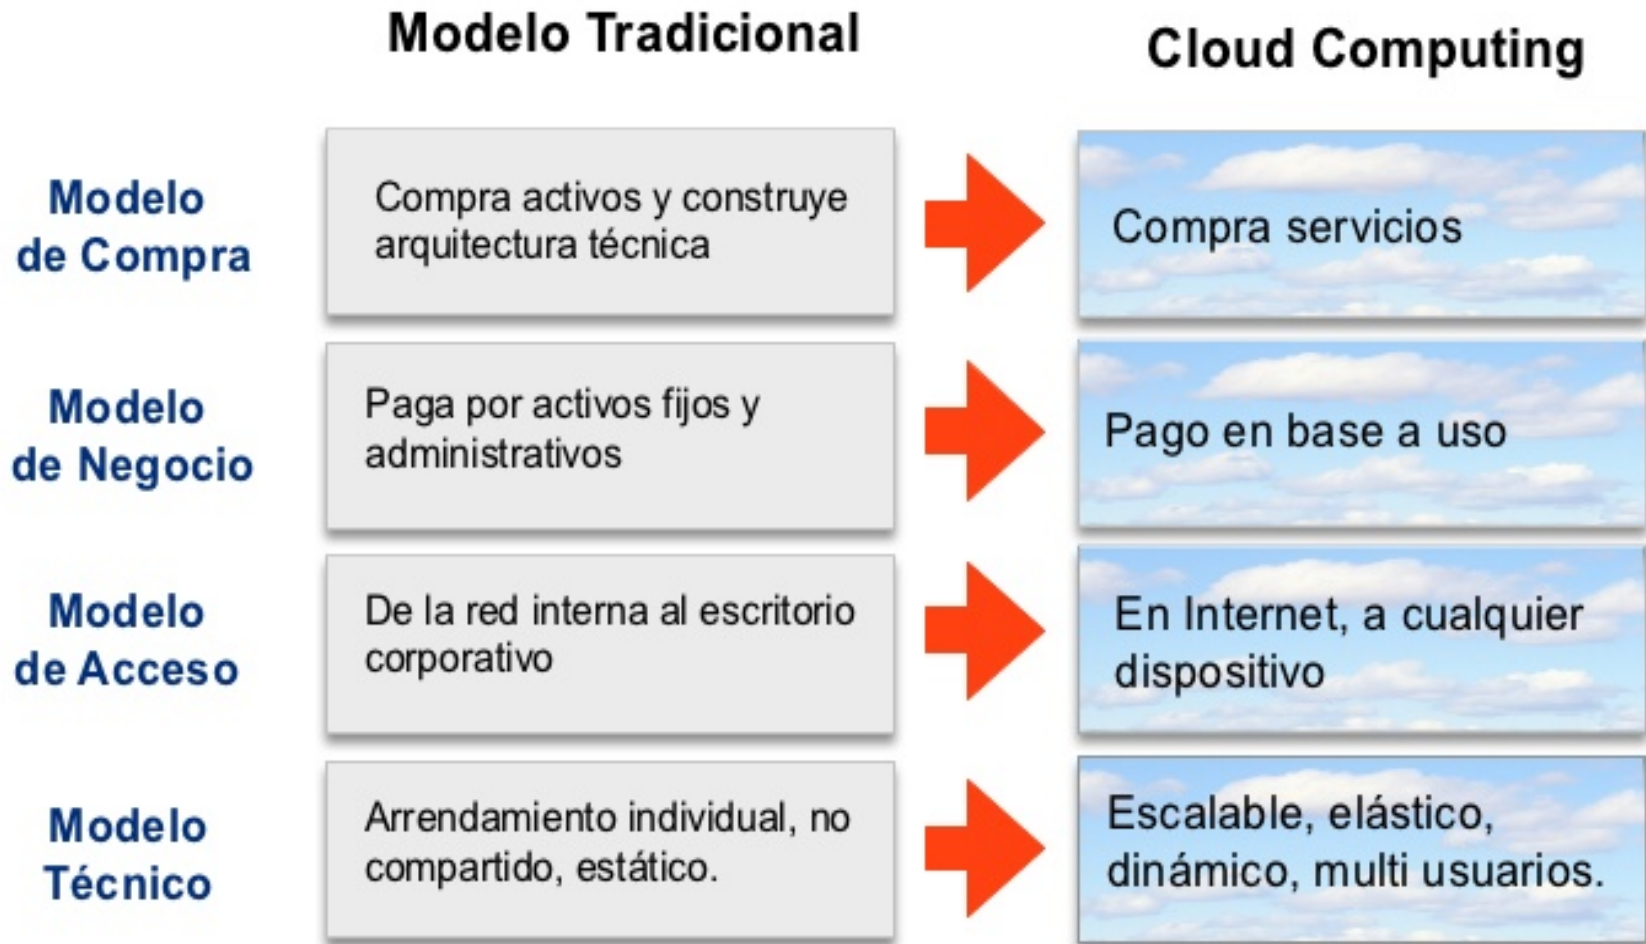 Modelo Tradicional
Cloud Computing
Modelo
de Compra
Compra activos y construye
arquitectura técnica
Compra servicios
Modelo
de Negocio
Paga por activos fijos y
administrativos
Pago en base a uso
Modelo
de Acceso
De la red interna al escritorio
corporativo
En Internet, a cualquier
dispositivo
Modelo
Técnico
Arrendamiento individual, no
compartido, estático.
Escalable, elástico,
dinámico, multi usuarios.